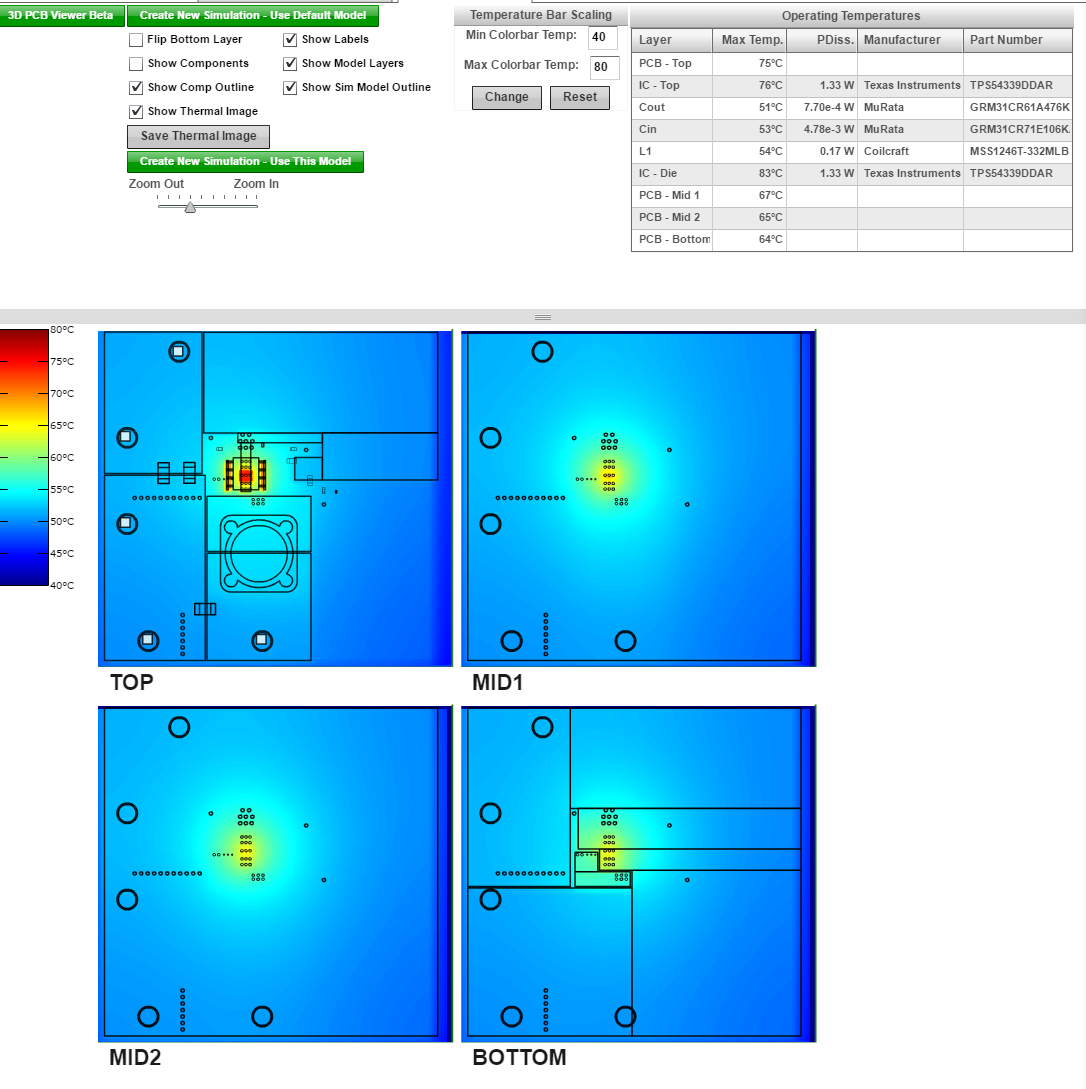 3D PCB Viewer Beta
Create New Simulation - Use Default Model
Flip Bottom Layer
Show Labels
Show Components
Show Model Layers
Show Comp Outline
Show Sim Model Outline
Show Thermal Image
Save Thermal Image
Create New Simulation - Use This Model
Zoom Out Zoom In
Temperature Bar Scaling
Min Colorbar Temp: 40
Max Colorbar Temp: 80
Change Reset
Operating Temperatures
Layer Max Temp. PDiss. Manufacturer Part Number
PCB - Top 75°C
IC - Top 76°C 1.33 W Texas Instruments TPS54339DDAR
Cout 51°C 7.70e-4 W MuRata GRM31CR61A476K
Cin 53°C 4.78e-3 W MuRata GRM31CR71E106K
L1 54°C 0.17 W Coilcraft MSS1246T-332MLB
IC - Die 83°C 1.33 W Texas Instruments TPS54339DDAR
PCB - Mid 1 67°C
PCB - Mid 2 65°C
PCB - Bottom 64°C
80°C
75°C
70°C
65°C
60°C
55°C
50°C
45°C
40°C
TOP
MID1
MID2
BOTTOM